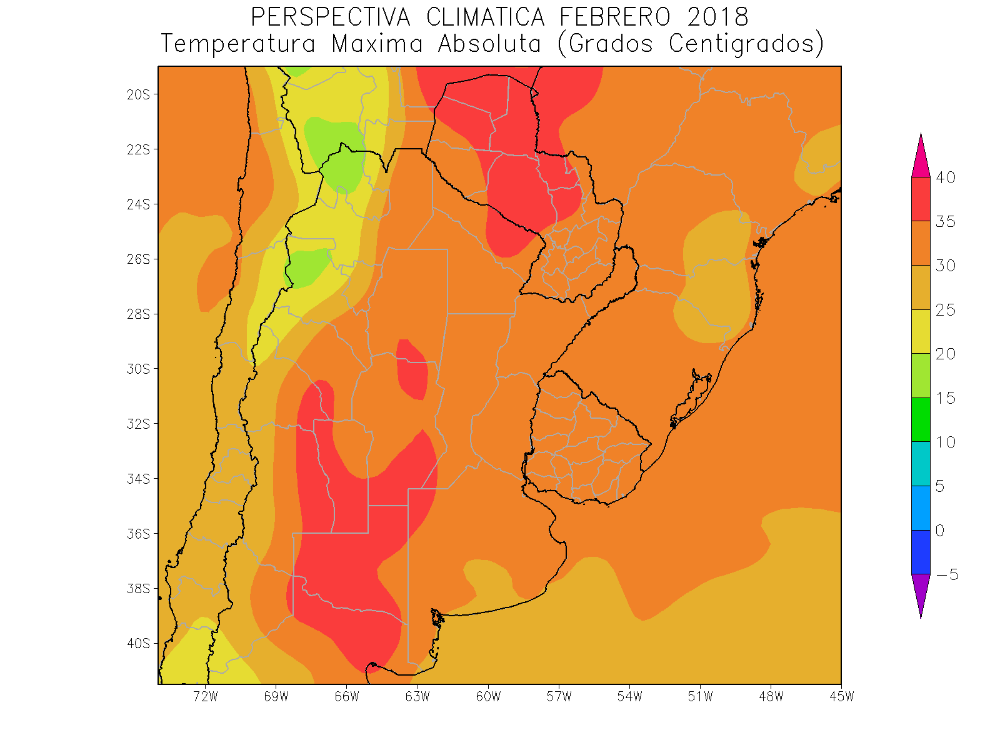 PERSPECTIVA CLIMATICA FEBRERO 2018
Temperatura Maxima Absoluta (Grados Centigrados)
20S
22S
24S
26S
28S
30S
32S
34S
36S
38S
40S
72W 69W 66W 63W 60W 57W 54W 51W 48W 45W
40
35
30
25
20
15
10
5
0
−5